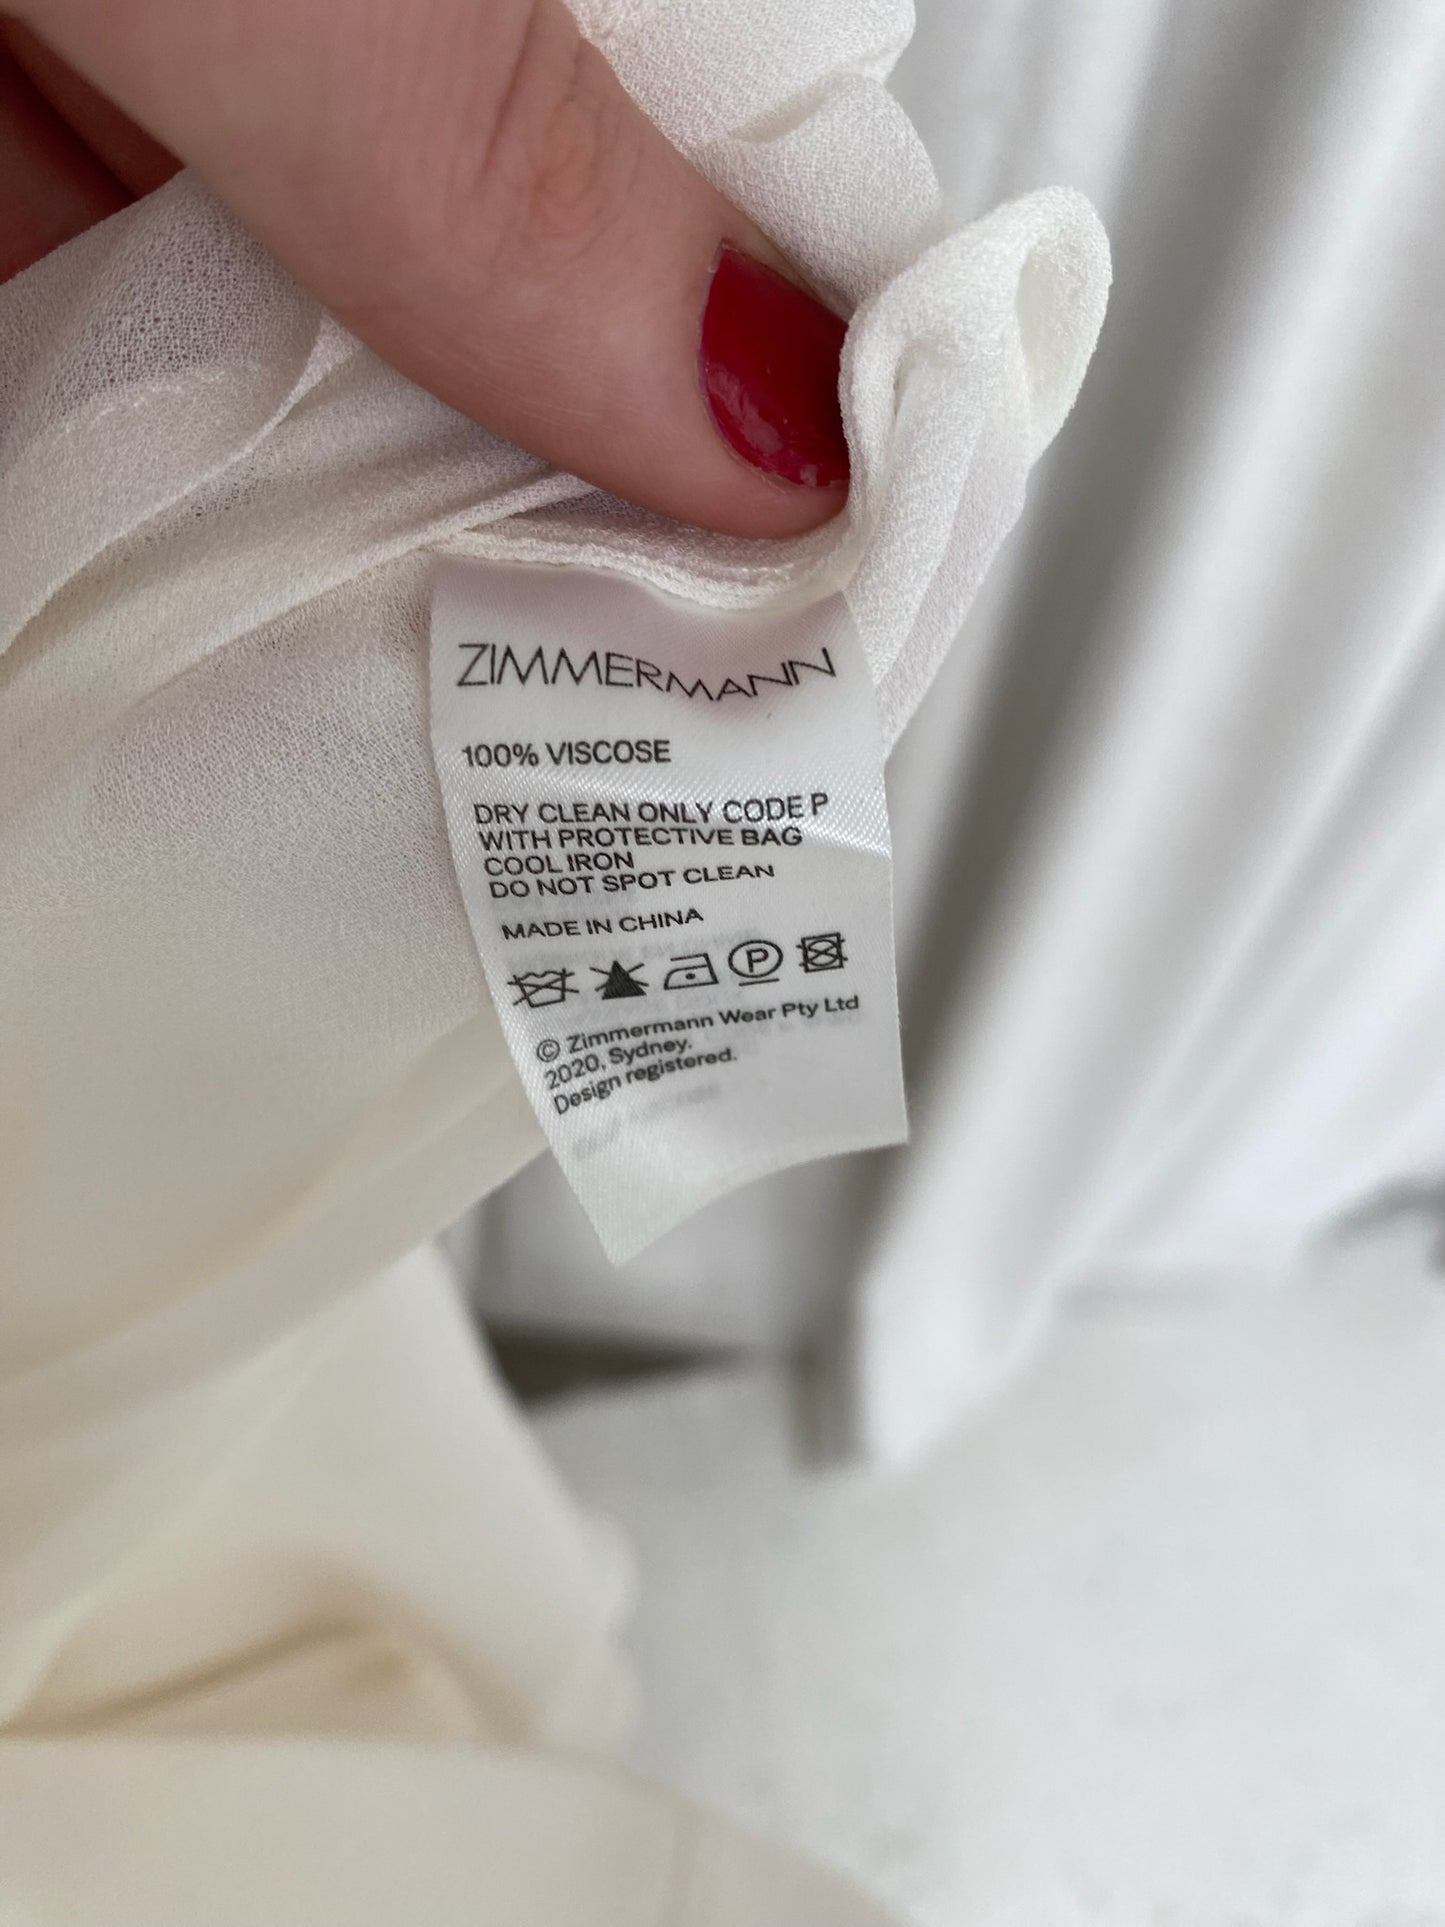 ZIMMERMANN
100% VISCOSE
DRY CLEAN ONLY CODE P
WITH PROTECTIVE BAG
COOL IRON
DO NOT SPOT CLEAN
MADE IN CHINA
P
© Zimmermann Wear Pty Ltd
2020, Sydney.
Design registered.